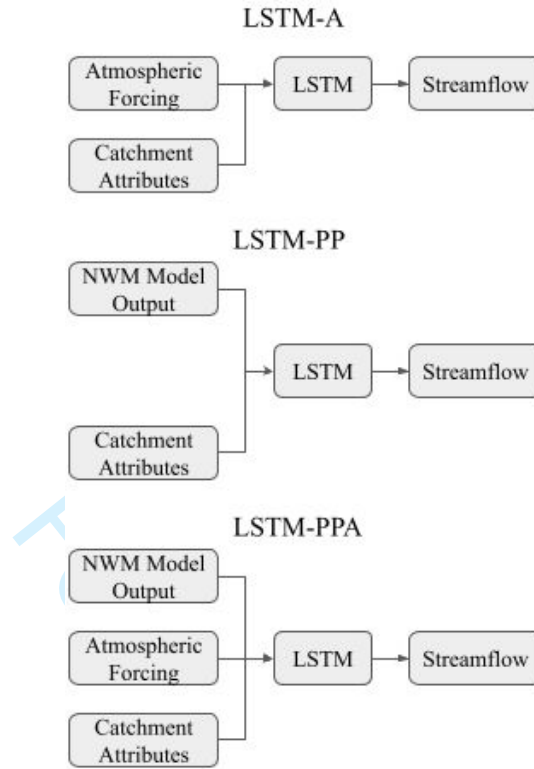 LSTM-A
Atmospheric
Forcing
LSTM
Streamflow
Catchment
Attributes
LSTM-PP
NWM Model
Output
LSTM
Streamflow
Catchment
Attributes
LSTM-PPA
NWM Model
Output
Atmospheric
Forcing
LSTM
Streamflow
Catchment
Attributes